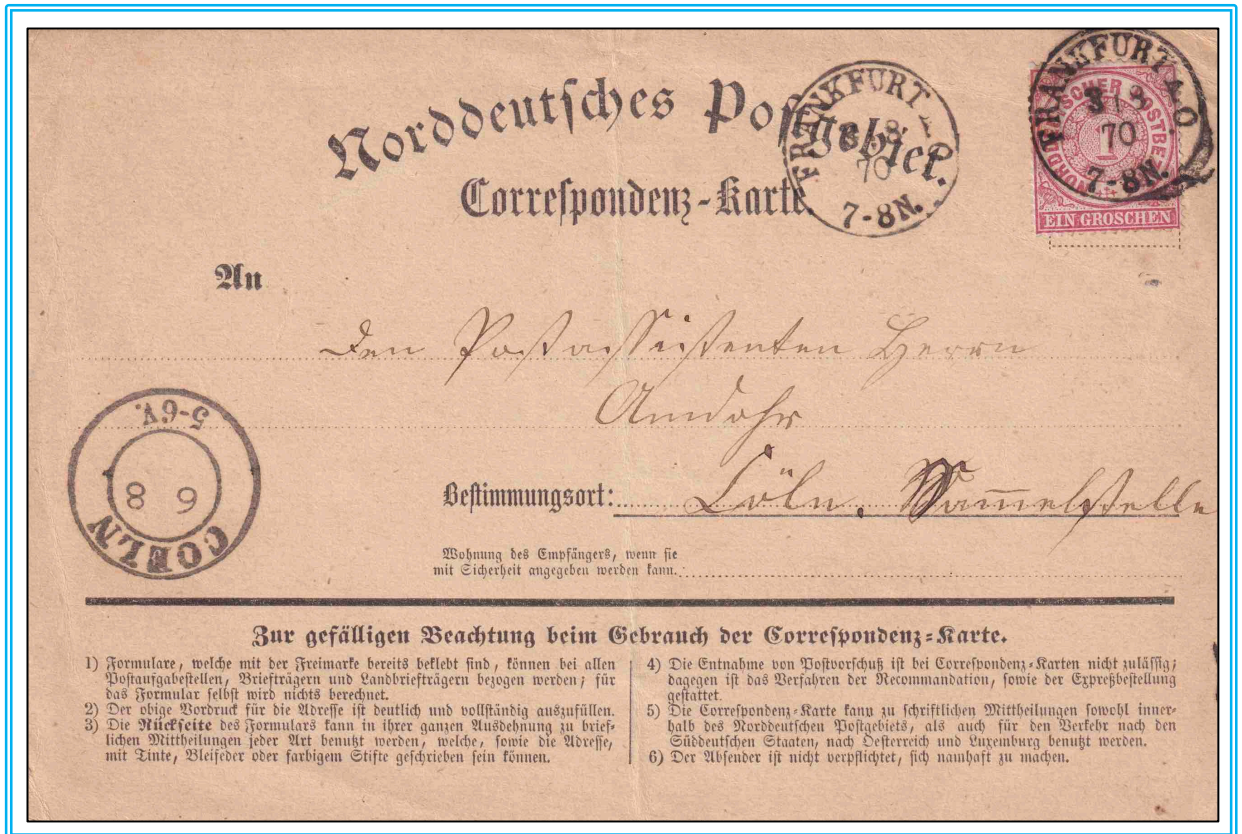 Norddeutsches Postgebiet.
Correspondenz-Karte.
FRANKFURT A.O.
8 70
7-8N.
FRANKFURT A.O.
3 8
70
7-8N.
NORDDEUTSCHER POSTBEZIRK
1
EIN GROSCHEN
An
Den Postassistenten Herrn
Amdohr
5-6V.
6 8
COELN
Bestimmungsort: Cöln. Sammelstelle
Wohnung des Empfängers, wenn sie
mit Sicherheit angegeben werden kann.
Zur gefälligen Beachtung beim Gebrauch der Correspondenz-Karte.
1) Formulare, welche mit der Freimarke bereits beklebt sind, können bei allen
Postaufgabestellen, Briefträgern und Landbriefträgern bezogen werden; für
das Formular selbst wird nichts berechnet.
2) Der obige Vordruck für die Adresse ist deutlich und vollständig auszufüllen.
3) Die Rückseite des Formulars kann in ihrer ganzen Ausdehnung zu brief-
lichen Mittheilungen jeder Art benutzt werden, welche, sowie die Adresse,
mit Tinte, Bleifeder oder farbigem Stifte geschrieben sein können.
4) Die Entnahme von Postvorschuß ist bei Correspondenz-Karten nicht zulässig;
dagegen ist das Verfahren der Recommandation, sowie der Expreßbestellung
gestattet.
5) Die Correspondenz-Karte kann zu schriftlichen Mittheilungen sowohl inner-
halb des Norddeutschen Postgebiets, als auch für den Verkehr nach den
Süddeutschen Staaten, nach Oesterreich und Luxemburg benutzt werden.
6) Der Absender ist nicht verpflichtet, sich namhaft zu machen.